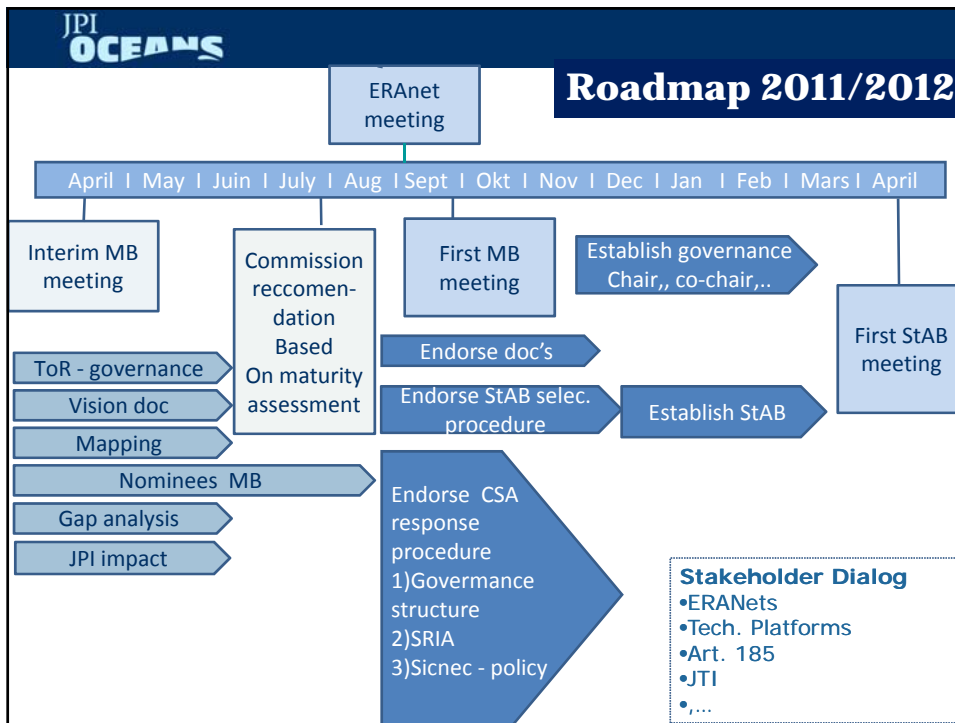 JPI
OCEANS
Roadmap 2011/2012
ERAnet
meeting
April I May I Juin I July I Aug I Sept I Okt I Nov I Dec I Jan I Feb I Mars I April
Interim MB
meeting
Commission
reccomen-
dation
Based
On maturity
assessment
First MB
meeting
Establish governance
Chair,, co-chair,..
First StAB
meeting
ToR - governance
Vision doc
Mapping
Nominees MB
Gap analysis
JPI impact
Endorse doc's
Endorse StAB selec.
procedure
Establish StAB
Endorse CSA
response
procedure
1)Govermance
structure
2)SRIA
3)Sicnec - policy
Stakeholder Dialog
•ERANets
•Tech. Platforms
•Art. 185
•JTI
•,...